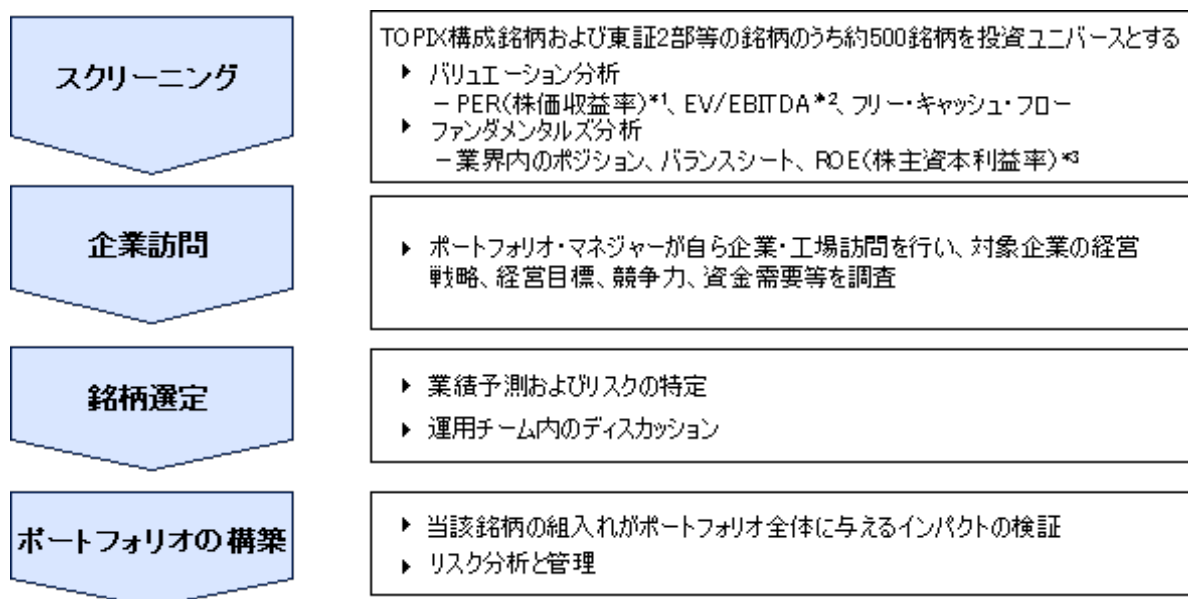 スクリーニング
TOPIX構成銘柄および東証2部等の銘柄のうち約500銘柄を投資ユニバースとする
▶ バリュエーション分析
－PER(株価収益率)*1、EV/EBITDA*2、フリー・キャッシュ・フロー
▶ ファンダメンタルズ分析
－業界内のポジション、バランスシート、ROE(株主資本利益率)*3
企業訪問
▶ ポートフォリオ・マネジャーが自ら企業・工場訪問を行い、対象企業の経営
戦略、経営目標、競争力、資金需要等を調査
銘柄選定
▶ 業績予測およびリスクの特定
▶ 運用チーム内のディスカッション
ポートフォリオの構築
▶ 当該銘柄の組入れがポートフォリオ全体に与えるインパクトの検証
▶ リスク分析と管理